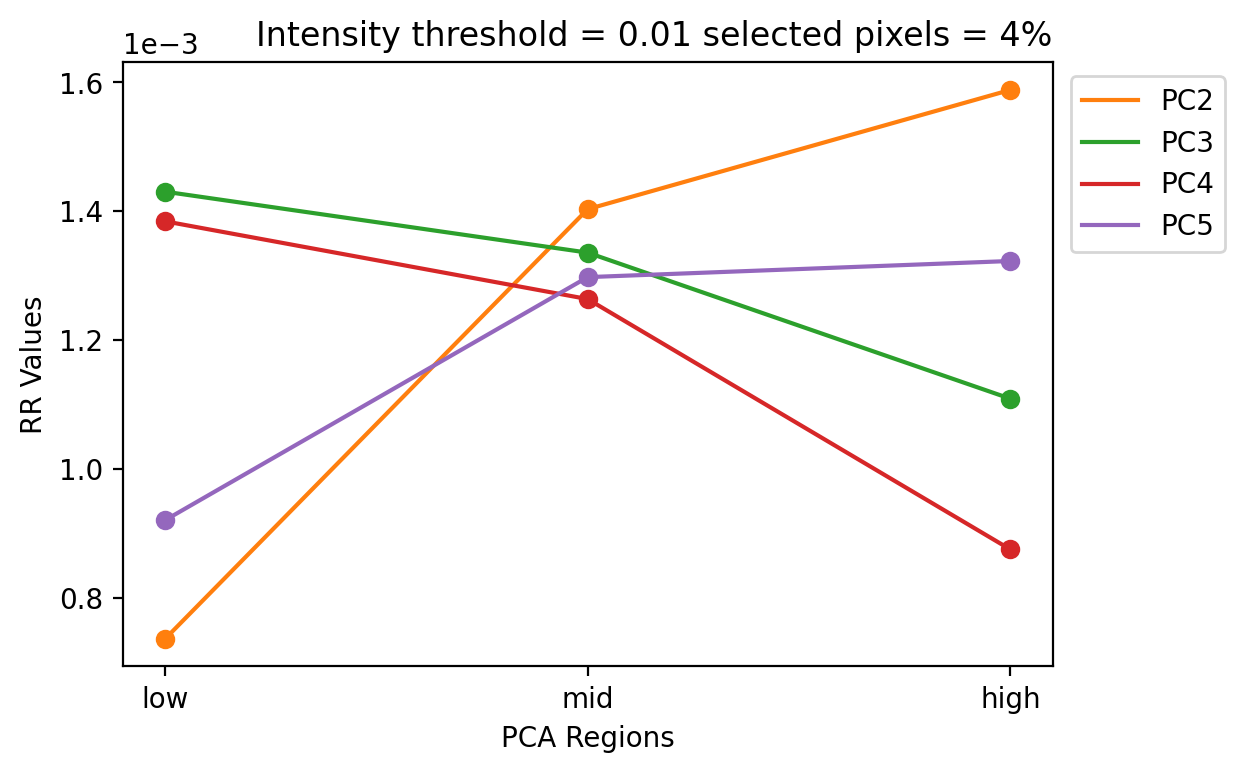 Intensity threshold = 0.01 selected pixels = 4%
1e−3
1.6
1.4
1.2
1.0
0.8
RR Values
low
mid
high
PCA Regions
PC2
PC3
PC4
PC5